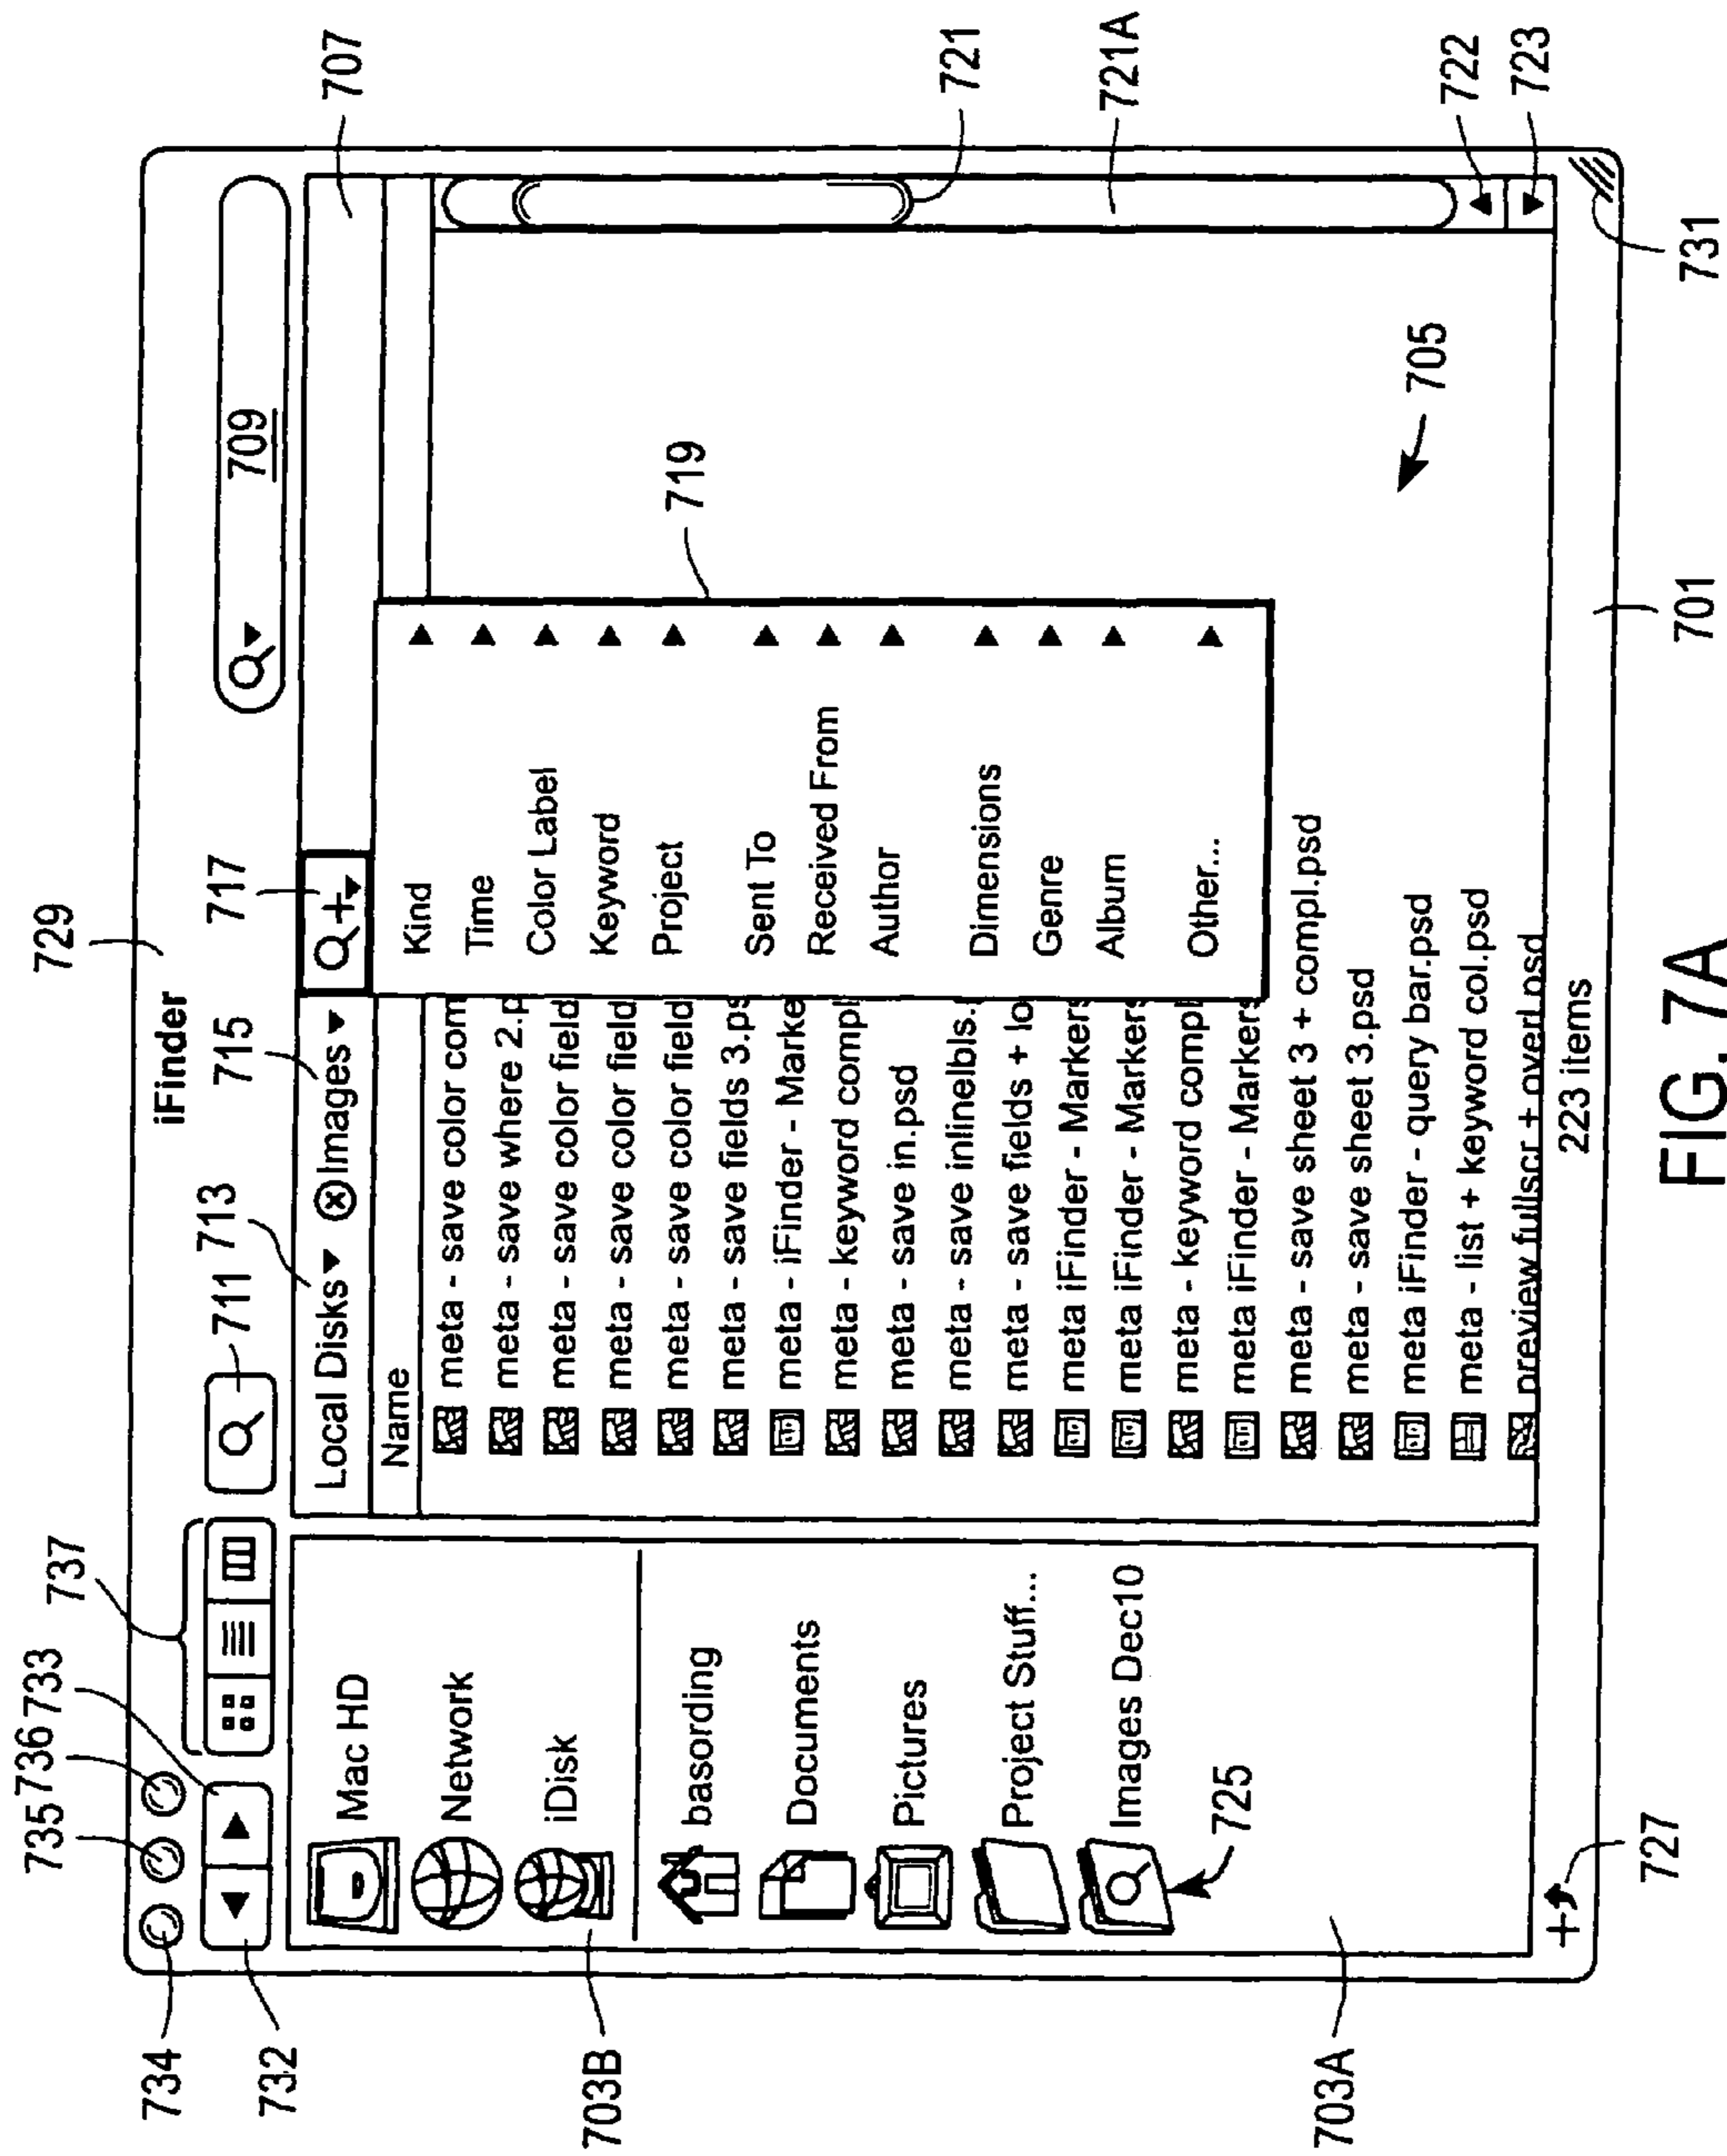 729
iFinder
734
735 736 733
737
711 713 715 717
732
709
707
Local Disks Images
Name
Mac HD
Network
iDisk
703B
basording
Documents
Pictures
Project Stuff...
Images Dec10
725
703A
meta - save color com
meta - save where 2.p
meta - save color field
meta - save color field
meta - save color field
meta - save fields 3.ps
meta - iFinder - Marke
meta - keyword compl
meta - save in.psd
meta - save inlinelbls.
meta - save fields + lo
meta iFinder - Markers
meta iFinder - Markers
meta - keyword compl
meta iFinder - Markers
meta - save sheet 3 + compl.psd
meta - save sheet 3.psd
meta iFinder - query bar.psd
meta - list + keyword col.psd
preview fullscr + overl.psd
Kind
Time
Color Label
Keyword
Project
Sent To
Received From
Author
Dimensions
Genre
Album
Other...
719
705
721
721A
722
723
727
223 items
701
731
FIG. 7A